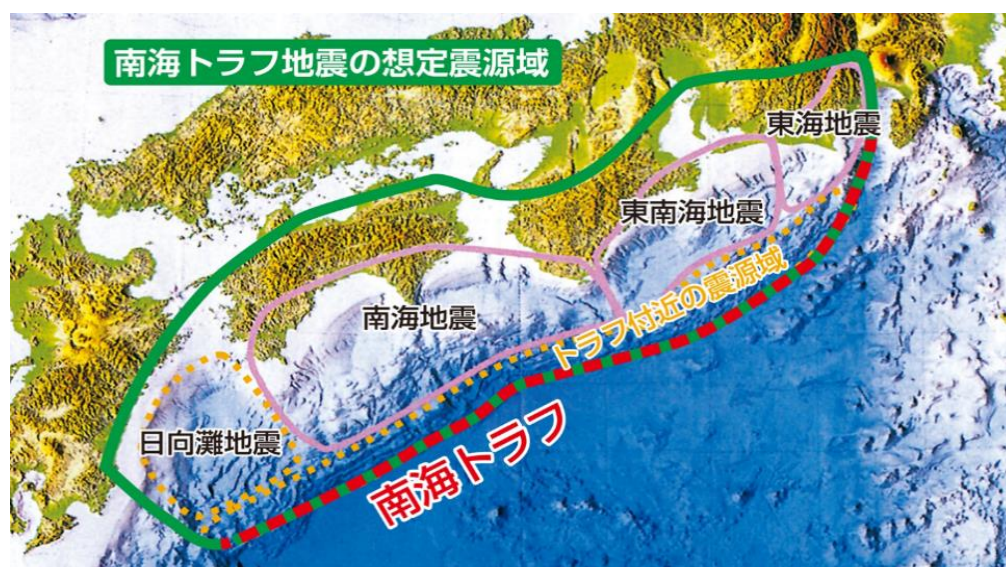 南海トラフ地震の想定震源域
東海地震
東南海地震
南海地震
トラフ付近の震源域
日向灘地震
南海トラフ